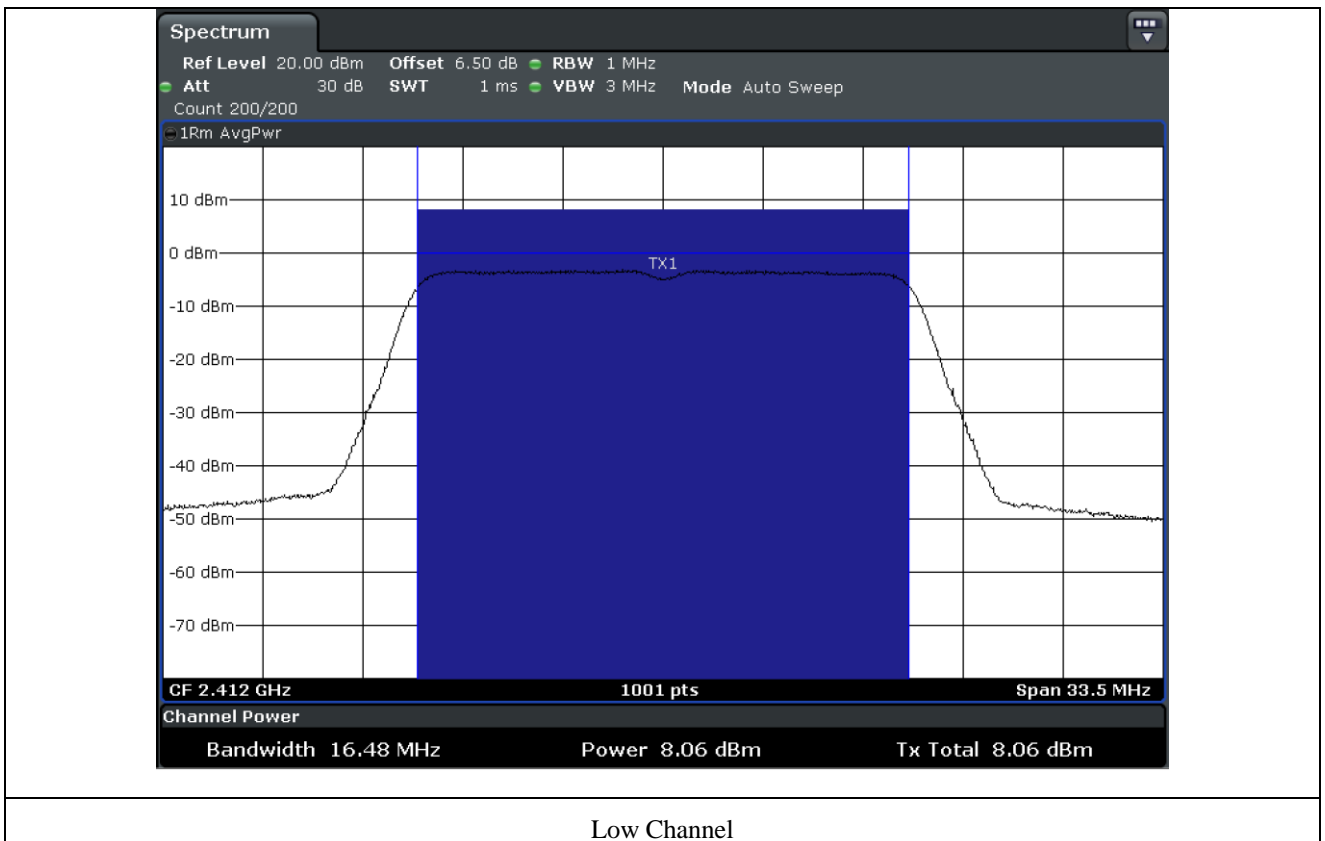 Spectrum
Ref Level 20.00 dBm Offset 6.50 dB RBW 1 MHz
Att 30 dB SWT 1 ms VBW 3 MHz Mode Auto Sweep
Count 200/200
1Rm AvgPwr
10 dBm
0 dBm
TX1
-10 dBm
-20 dBm
-30 dBm
-40 dBm
-50 dBm
-60 dBm
-70 dBm
CF 2.412 GHz 1001 pts Span 33.5 MHz
Channel Power
Bandwidth 16.48 MHz Power 8.06 dBm Tx Total 8.06 dBm
Low Channel